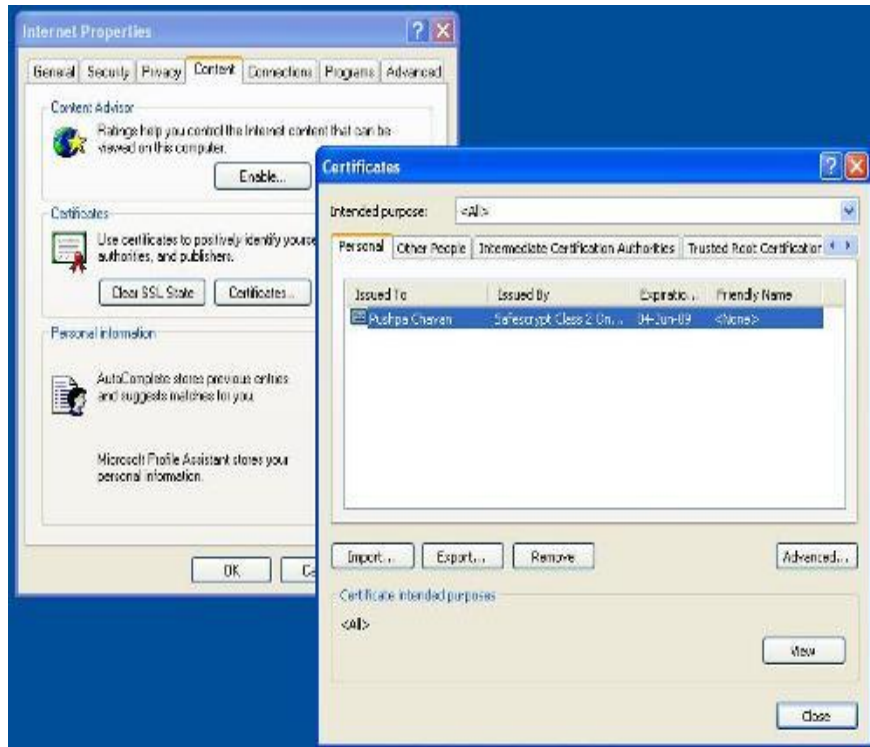 Internet Properties
General Security Privacy Content Connections Programs Advanced
Content Advisor
Ratings help you control the Internet content that can be
viewed on this computer.
Enable...
Certificates
Use certificates to positively identify yourse
authorities, and publishers.
Clear SSL State Certificates...
Personal information
AutoComplete stores previous entries
and suggests matches for you.
Microsoft Profile Assistant stores your
personal information.
OK Ca
Certificates
Intended purpose: <All>
Personal Other People Intermediate Certification Authorities Trusted Root Certification
Issued To Issued By Expiratio... Friendly Name
Pushpa Chavan Safescrypt Class 2 On... 04-Jun-09 <None>
Import... Export... Remove Advanced...
Certificate intended purposes
<All>
View
Close